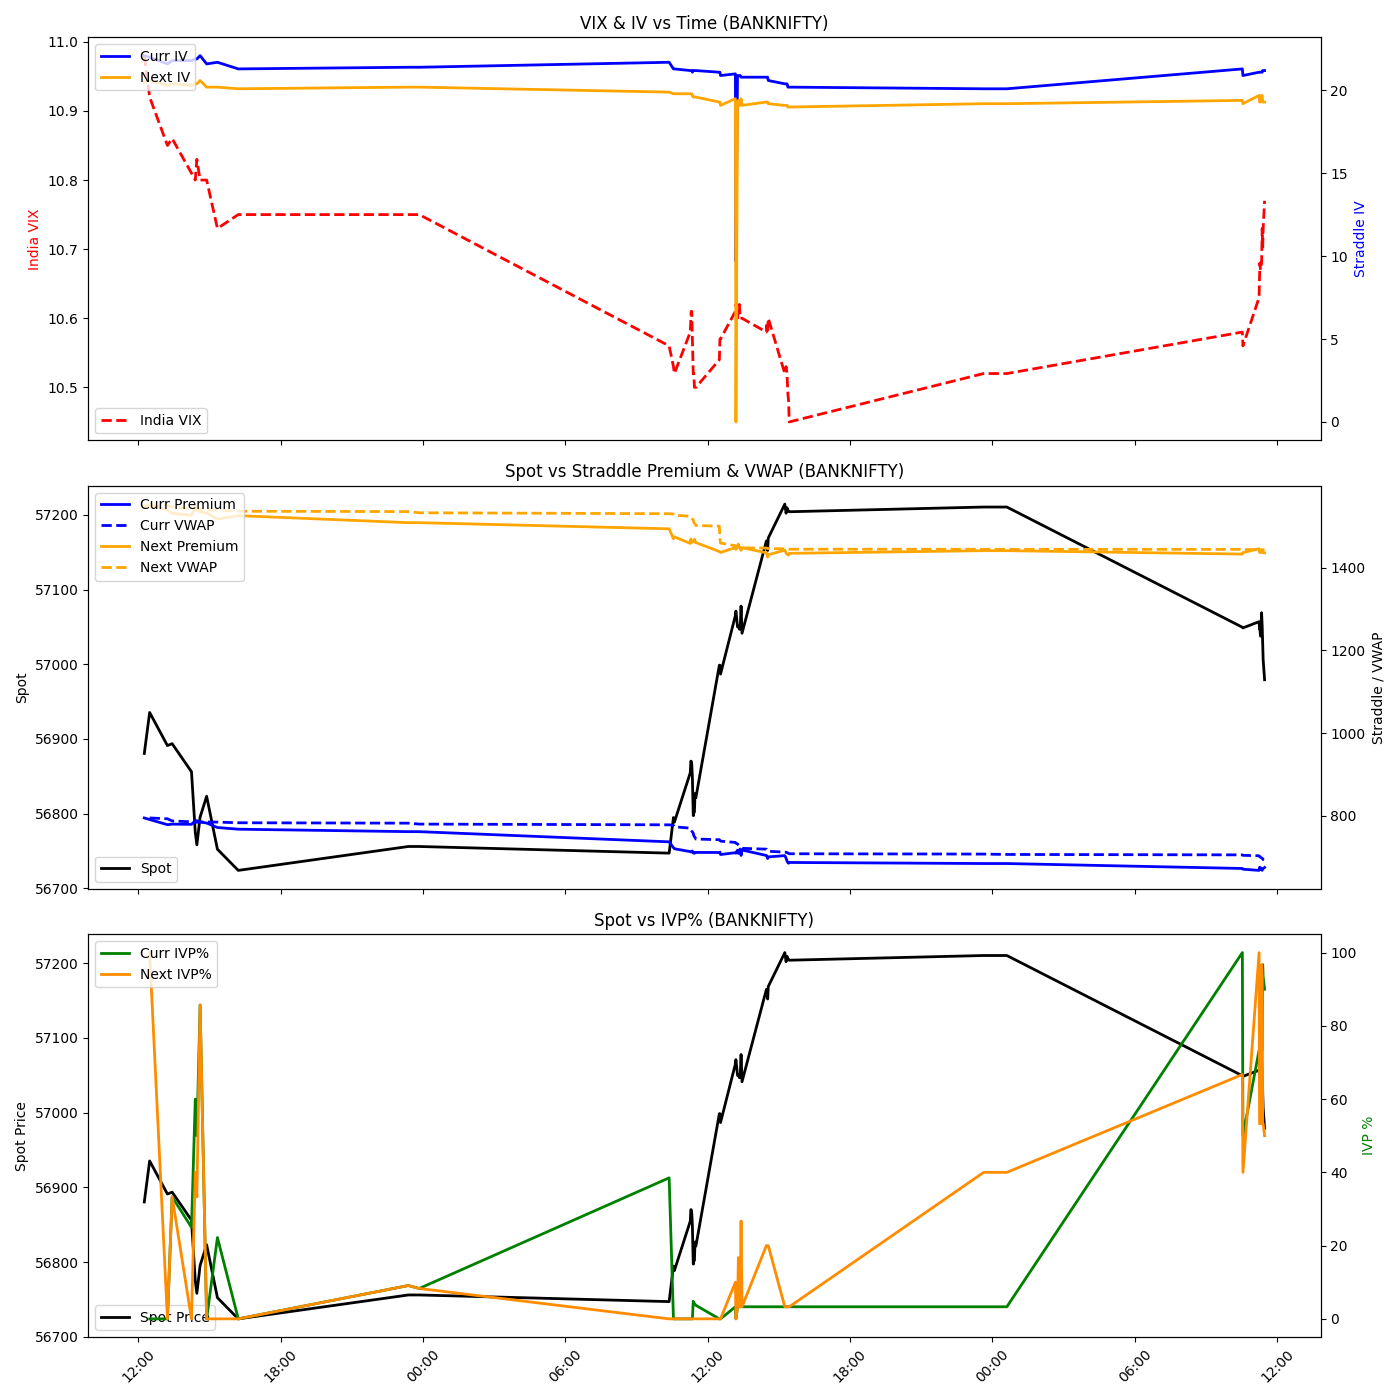 VIX & IV vs Time (BANKNIFTY)
11.0
10.9
10.8
10.7
10.6
10.5
India VIX
Curr IV
Next IV
India VIX
20
15
10
5
0
Straddle IV
Spot vs Straddle Premium & VWAP (BANKNIFTY)
57200
57100
57000
56900
56800
56700
Spot
Curr Premium
Curr VWAP
Next Premium
Next VWAP
Spot
1400
1200
1000
800
Straddle / VWAP
Spot vs IVP% (BANKNIFTY)
57200
57100
57000
56900
56800
56700
Spot Price
Curr IVP%
Next IVP%
Spot Price
100
80
60
40
20
0
IVP %
12:00
18:00
00:00
06:00
12:00
18:00
00:00
06:00
12:00